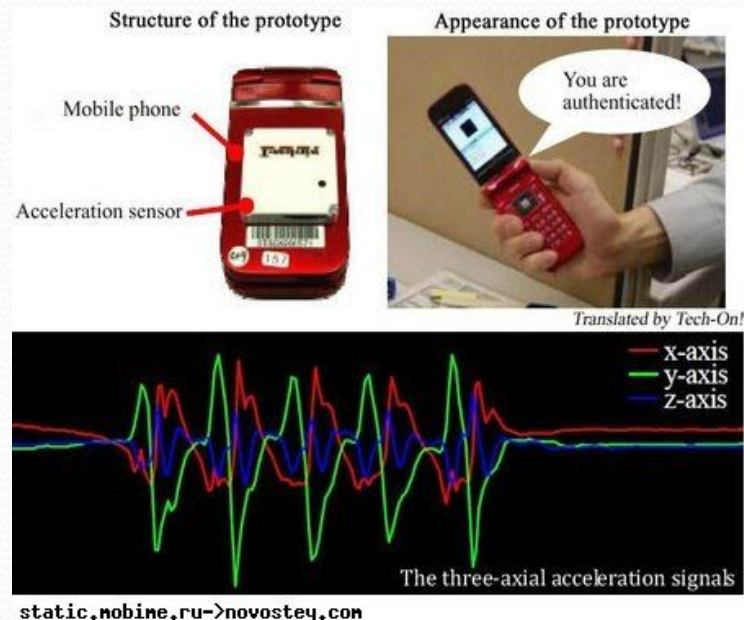 Structure of the prototype
Appearance of the prototype
Mobile phone
Acceleration sensor
157
You are
authenticated!
Translated by Tech-On!
x-axis
y-axis
z-axis
The three-axial acceleration signals
static.mobime.ru->novostey.com